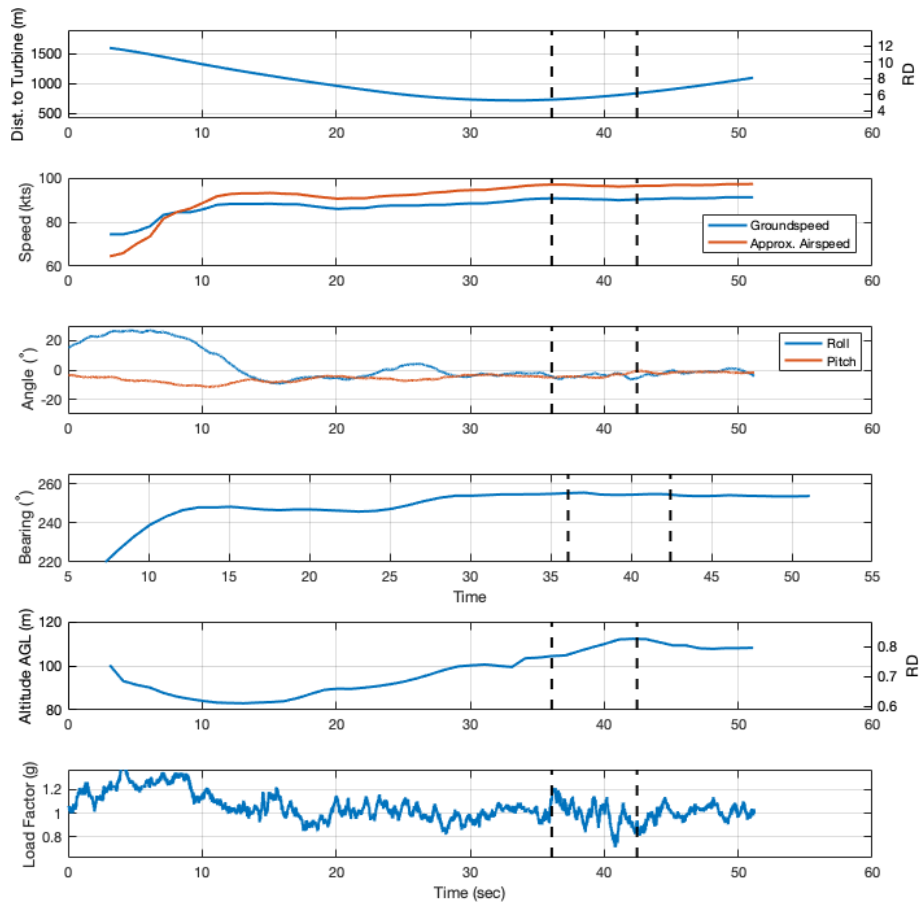 Dist. to Turbine (m)
1500
1000
500
12
10
8
6
4
RD
0 10 20 30 40 50 60
Speed (kts)
100
80
60
Groundspeed
Approx. Airspeed
0 10 20 30 40 50 60
Angle (°)
20
0
-20
Roll
Pitch
0 10 20 30 40 50 60
Bearing (°)
260
240
220
5 10 15 20 25 30 35 40 45 50 55
Time
Altitude AGL (m)
120
100
80
0.8
0.7
0.6
RD
0 10 20 30 40 50 60
Load Factor (g)
1.2
1
0.8
0 10 20 30 40 50 60
Time (sec)